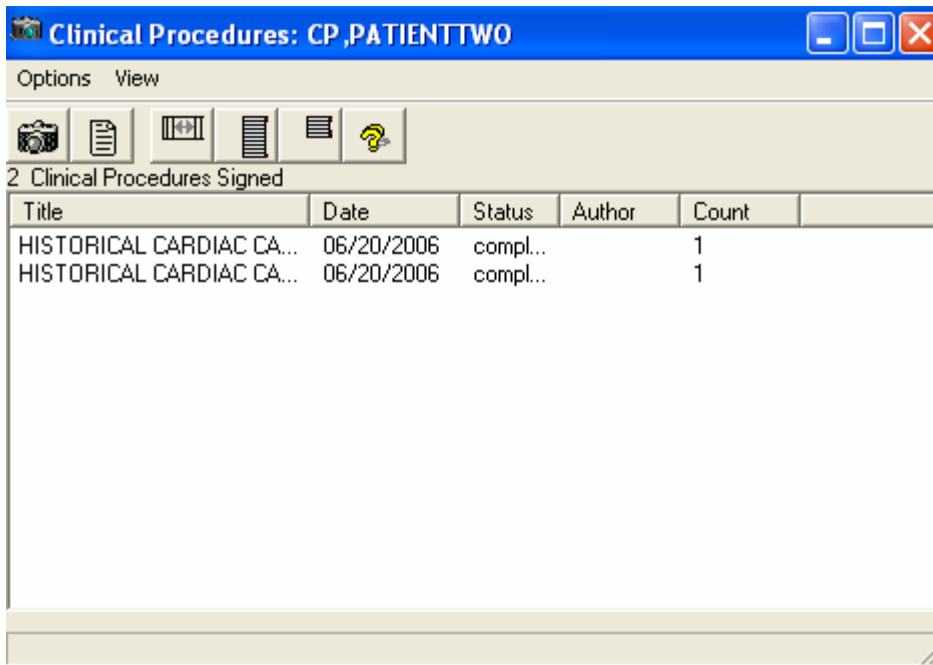 Clinical Procedures: CP,PATIENTTWO
Options View
2 Clinical Procedures Signed
Title Date Status Author Count
HISTORICAL CARDIAC CA... 06/20/2006 compl... 1
HISTORICAL CARDIAC CA... 06/20/2006 compl... 1